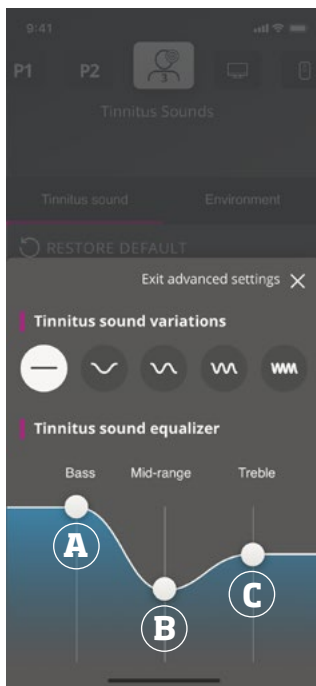 9:41
P1 P2 3
Tinnitus Sounds
Tinnitus sound Environment
RESTORE DEFAULT
Exit advanced settings
Tinnitus sound variations
Tinnitus sound equalizer
Bass Mid-range Treble
A
B
C